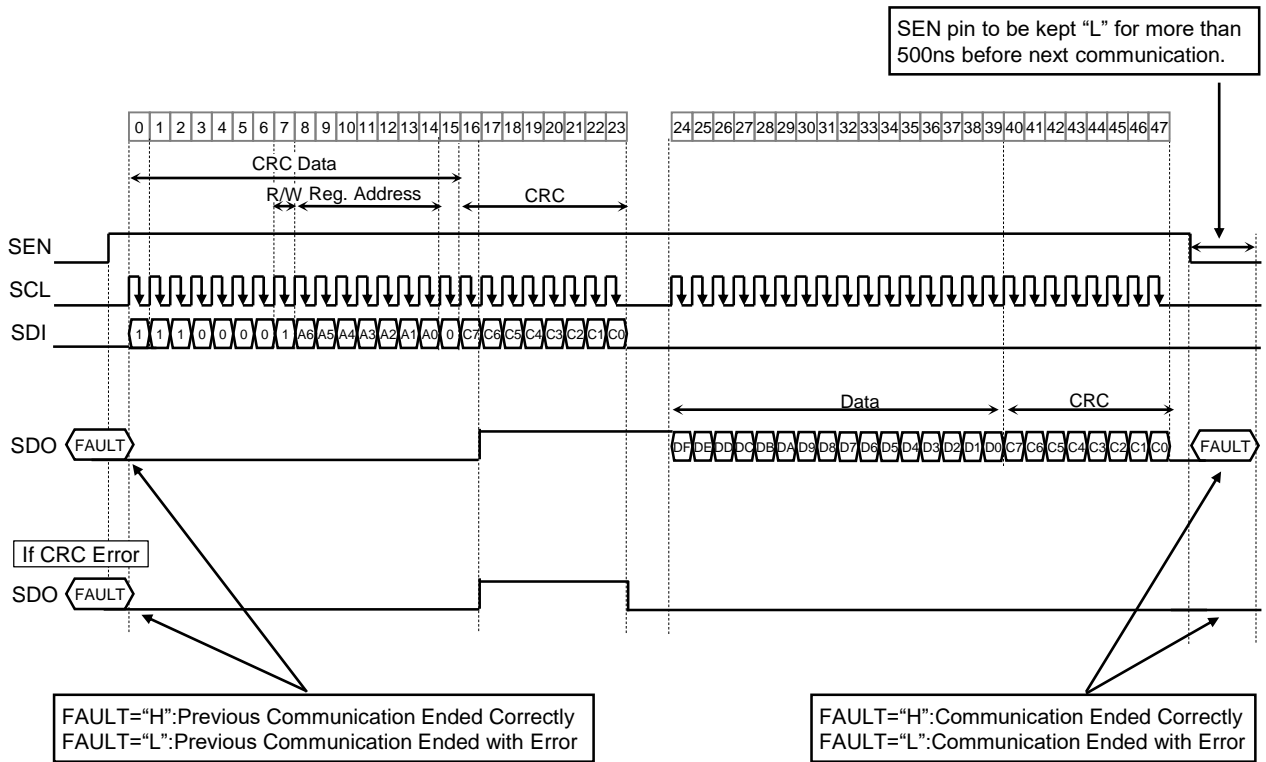 SEN pin to be kept “L” for more than
500ns before next communication.
0 1 2 3 4 5 6 7 8 9 10 11 12 13 14 15 16 17 18 19 20 21 22 23 24 25 26 27 28 29 30 31 32 33 34 35 36 37 38 39 40 41 42 43 44 45 46 47
CRC Data
R/W Reg. Address CRC
SEN
SCL
SDI 1 1 1 0 0 0 0 1 A6 A5 A4 A3 A2 A1 A0 0 C7 C6 C5 C4 C3 C2 C1 C0
Data CRC
SDO FAULT DF DE DD DC DB DA D9 D8 D7 D6 D5 D4 D3 D2 D1 D0 C7 C6 C5 C4 C3 C2 C1 C0 FAULT
If CRC Error
SDO FAULT
FAULT=“H”:Previous Communication Ended Correctly
FAULT=“L”:Previous Communication Ended with Error
FAULT=“H”:Communication Ended Correctly
FAULT=“L”:Communication Ended with Error